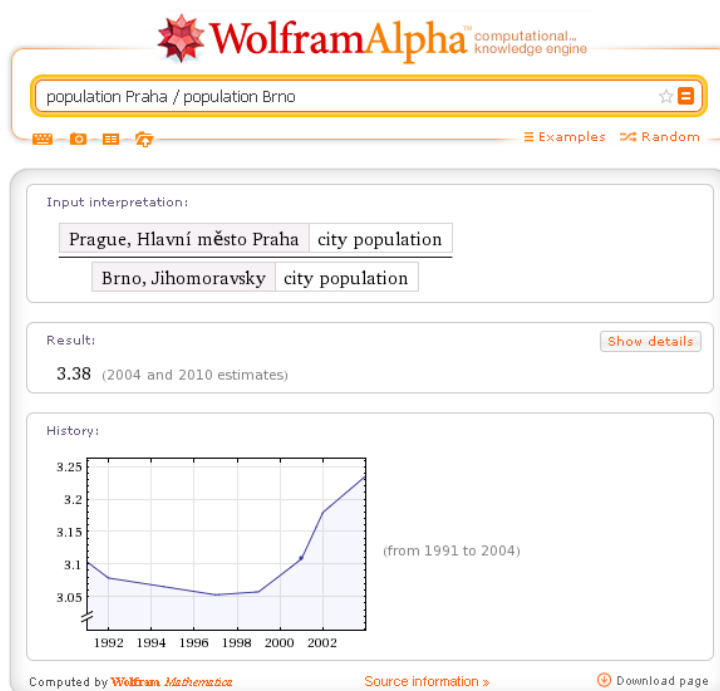 WolframAlpha™ computational...
knowledge engine
population Praha / population Brno
Examples Random
Input interpretation:
Prague, Hlavní město Praha city population
Brno, Jihomoravsky city population
Result:
Show details
3.38 (2004 and 2010 estimates)
History:
3.25
3.2
3.15
3.1
3.05
(from 1991 to 2004)
1992 1994 1996 1998 2000 2002
Computed by Wolfram Mathematica Source information » Download page